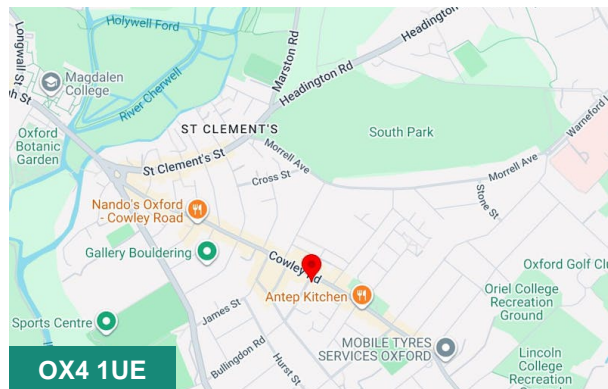 Holywell Ford
Longwall St
Marston Rd
Headington Rd
Headington Rd
Magdalen
College
River Cherwell
ST CLEMENT'S
South Park
Warneford L
Oxford
Botanic
Garden
St Clement's St
Morrell Ave
Morrell Ave
Cross St
Stone St
Nando's Oxford
- Cowley Road
Gallery Bouldering
Cowley Rd
Oxford Golf Clu
Antep Kitchen
Oriel College
Recreation
Ground
James St
Sports Centre
MOBILE TYRES
SERVICES OXFORD
Bullingdon Rd
Hurst St
Lincoln
College
Recreation
OX4 1UE